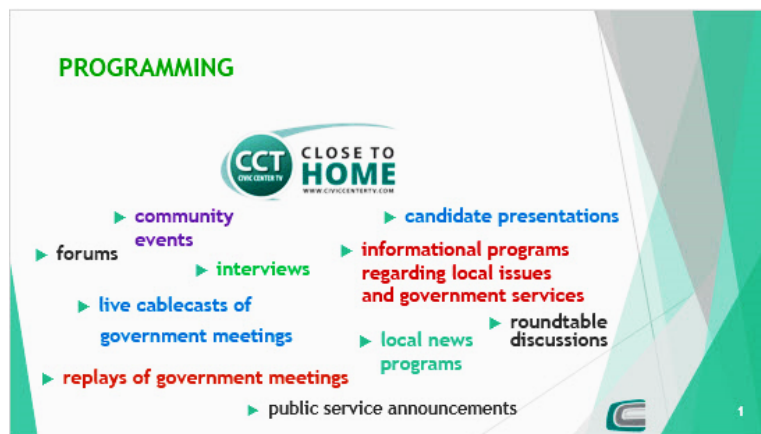 PROGRAMMING
CCT
CIVIC CENTER TV
CLOSE TO
HOME
WWW.CIVICCENTERTV.COM
community
events
candidate presentations
forums
interviews
informational programs
regarding local issues
and government services
live cablecasts of
government meetings
roundtable
discussions
local news
programs
replays of government meetings
public service announcements
1